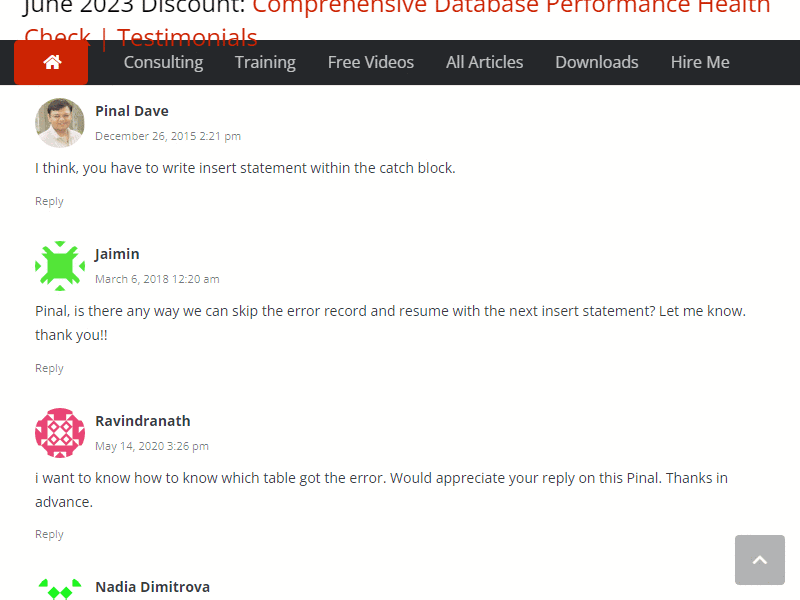 June 2023 Discount: Comprehensive Database Performance Health
Check | Testimonials
Consulting Training Free Videos All Articles Downloads Hire Me
Pinal Dave
December 26, 2015 2:21 pm
I think, you have to write insert statement within the catch block.
Reply
Jaimin
March 6, 2018 12:20 am
Pinal, is there any way we can skip the error record and resume with the next insert statement? Let me know.
thank you!!
Reply
Ravindranath
May 14, 2020 3:26 pm
i want to know how to know which table got the error. Would appreciate your reply on this Pinal. Thanks in
advance.
Reply
Nadia Dimitrova